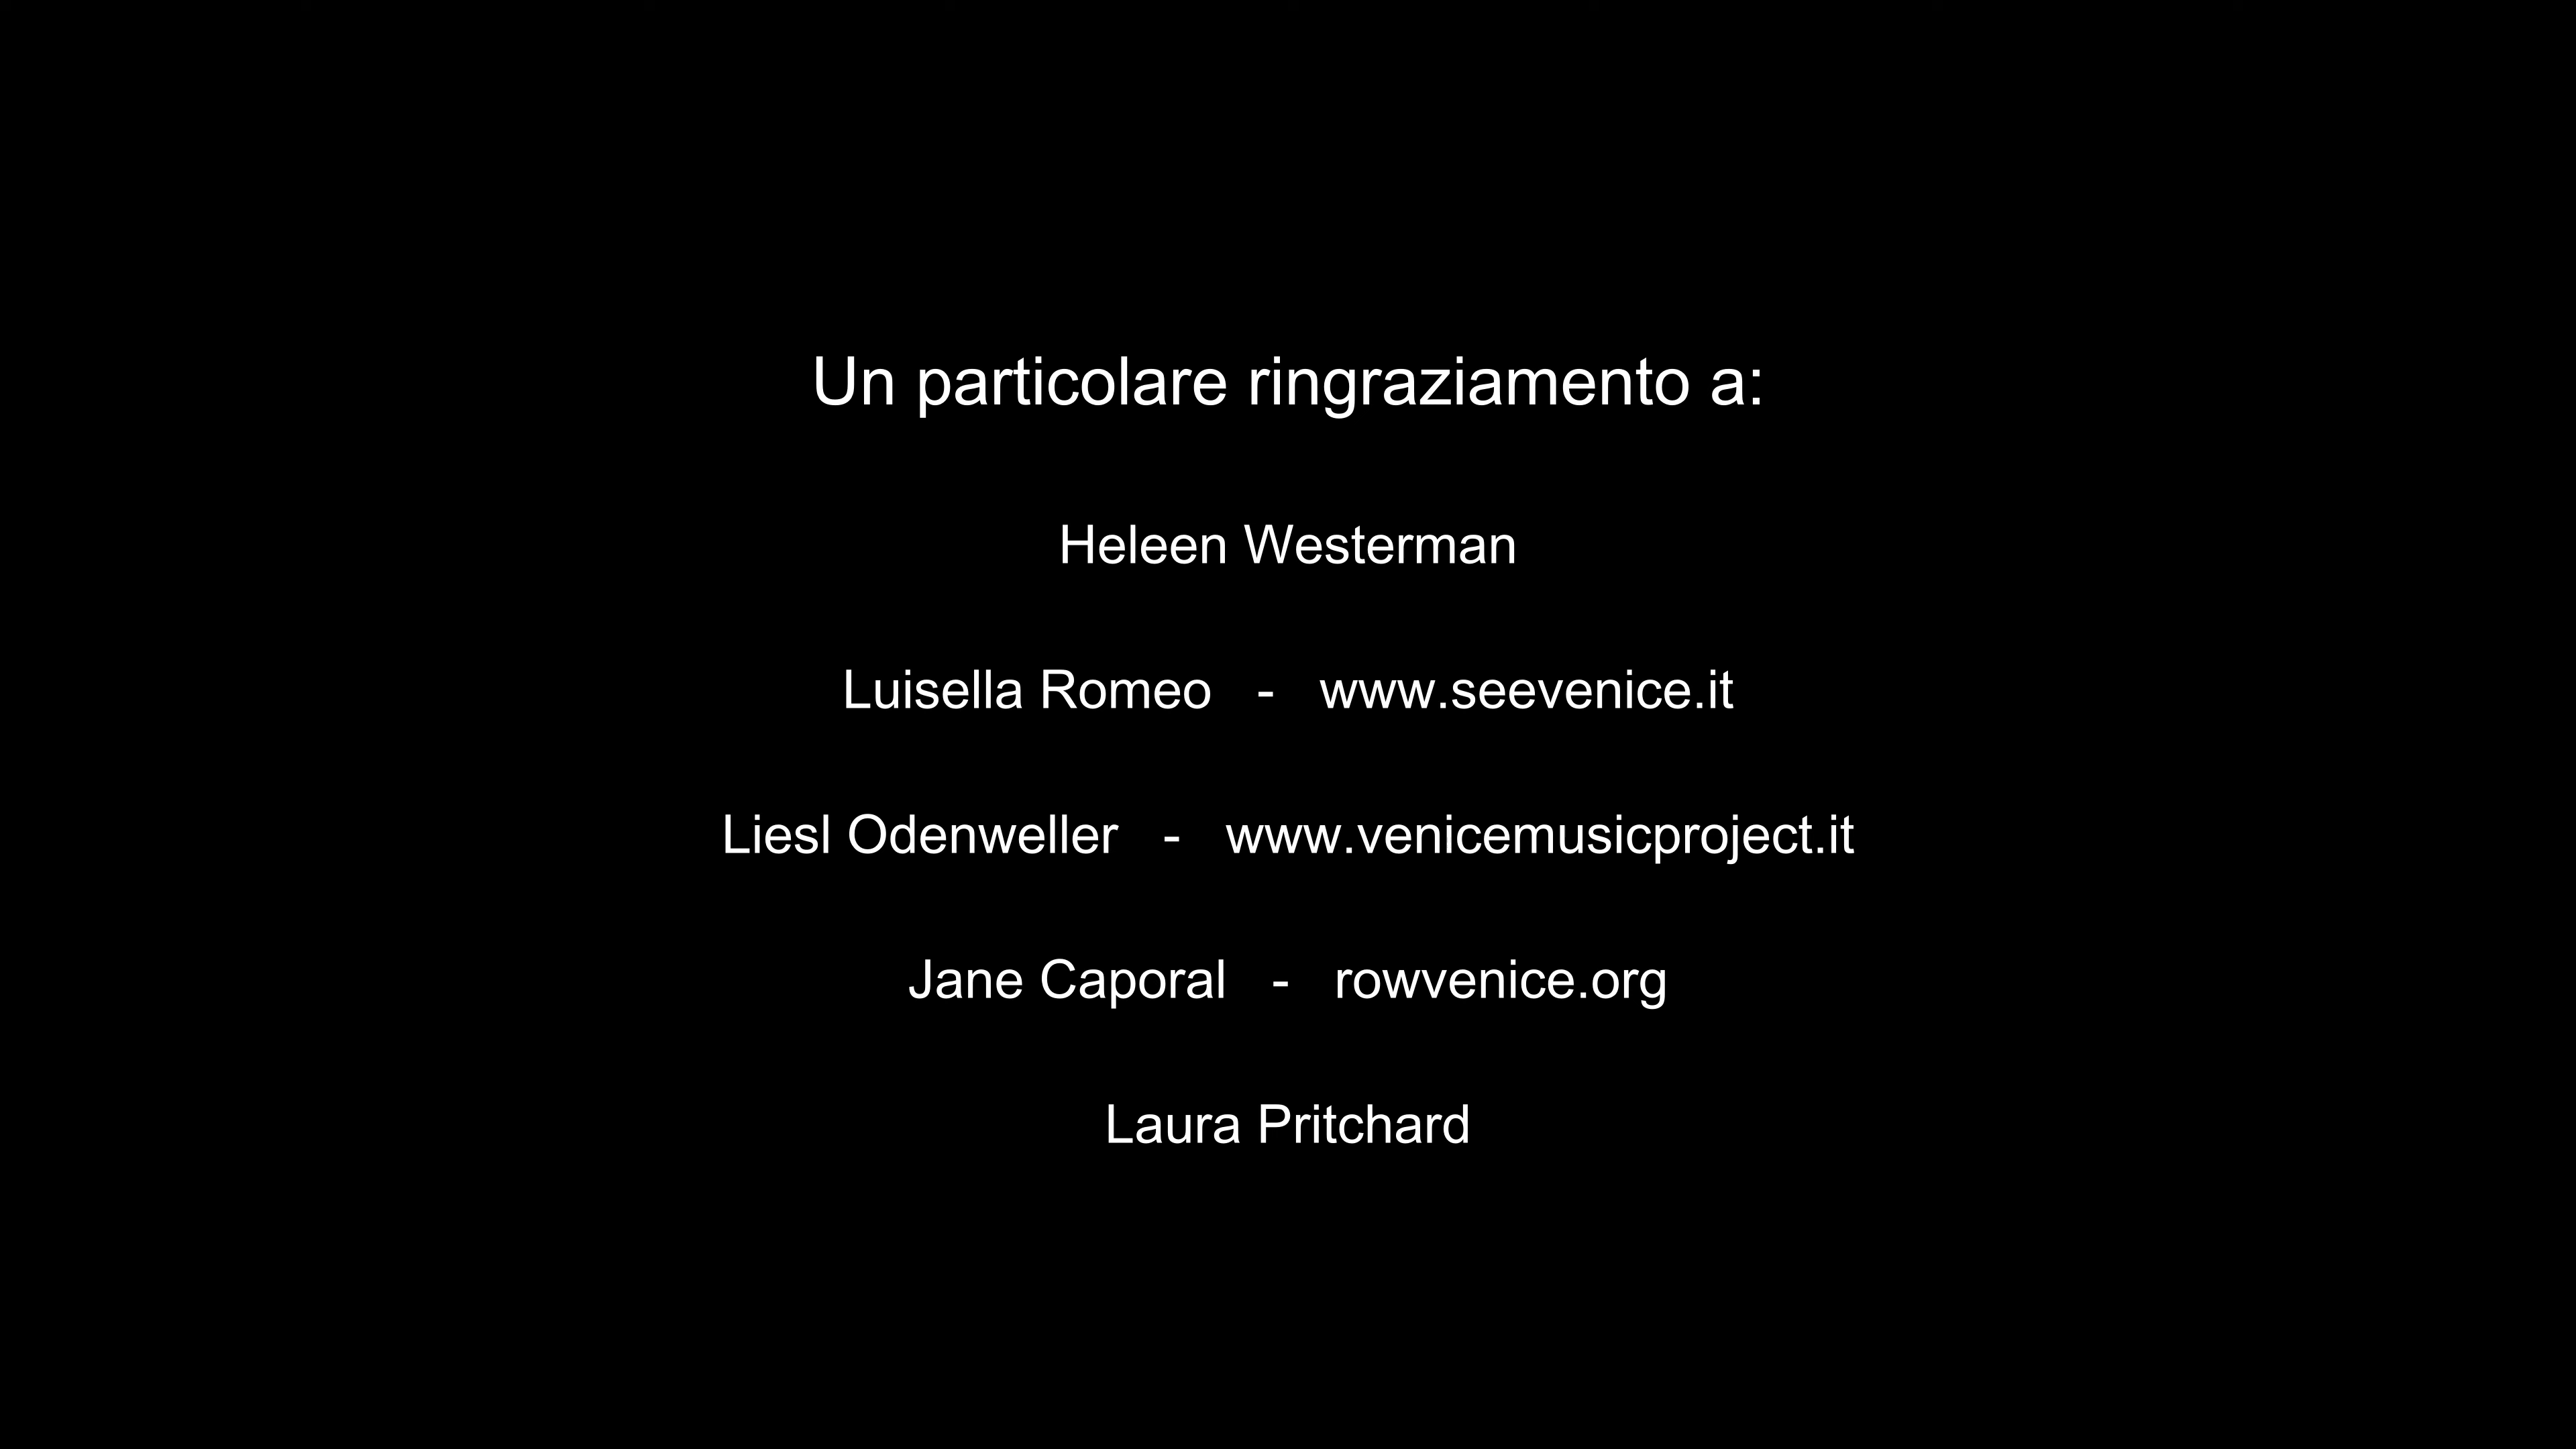 Un particolare ringraziamento a:
Heleen Westerman
Luisella Romeo - www.seevenice.it
Liesl Odenweller - www.venicemusicproject.it
Jane Caporal - rowvenice.org
Laura Pritchard